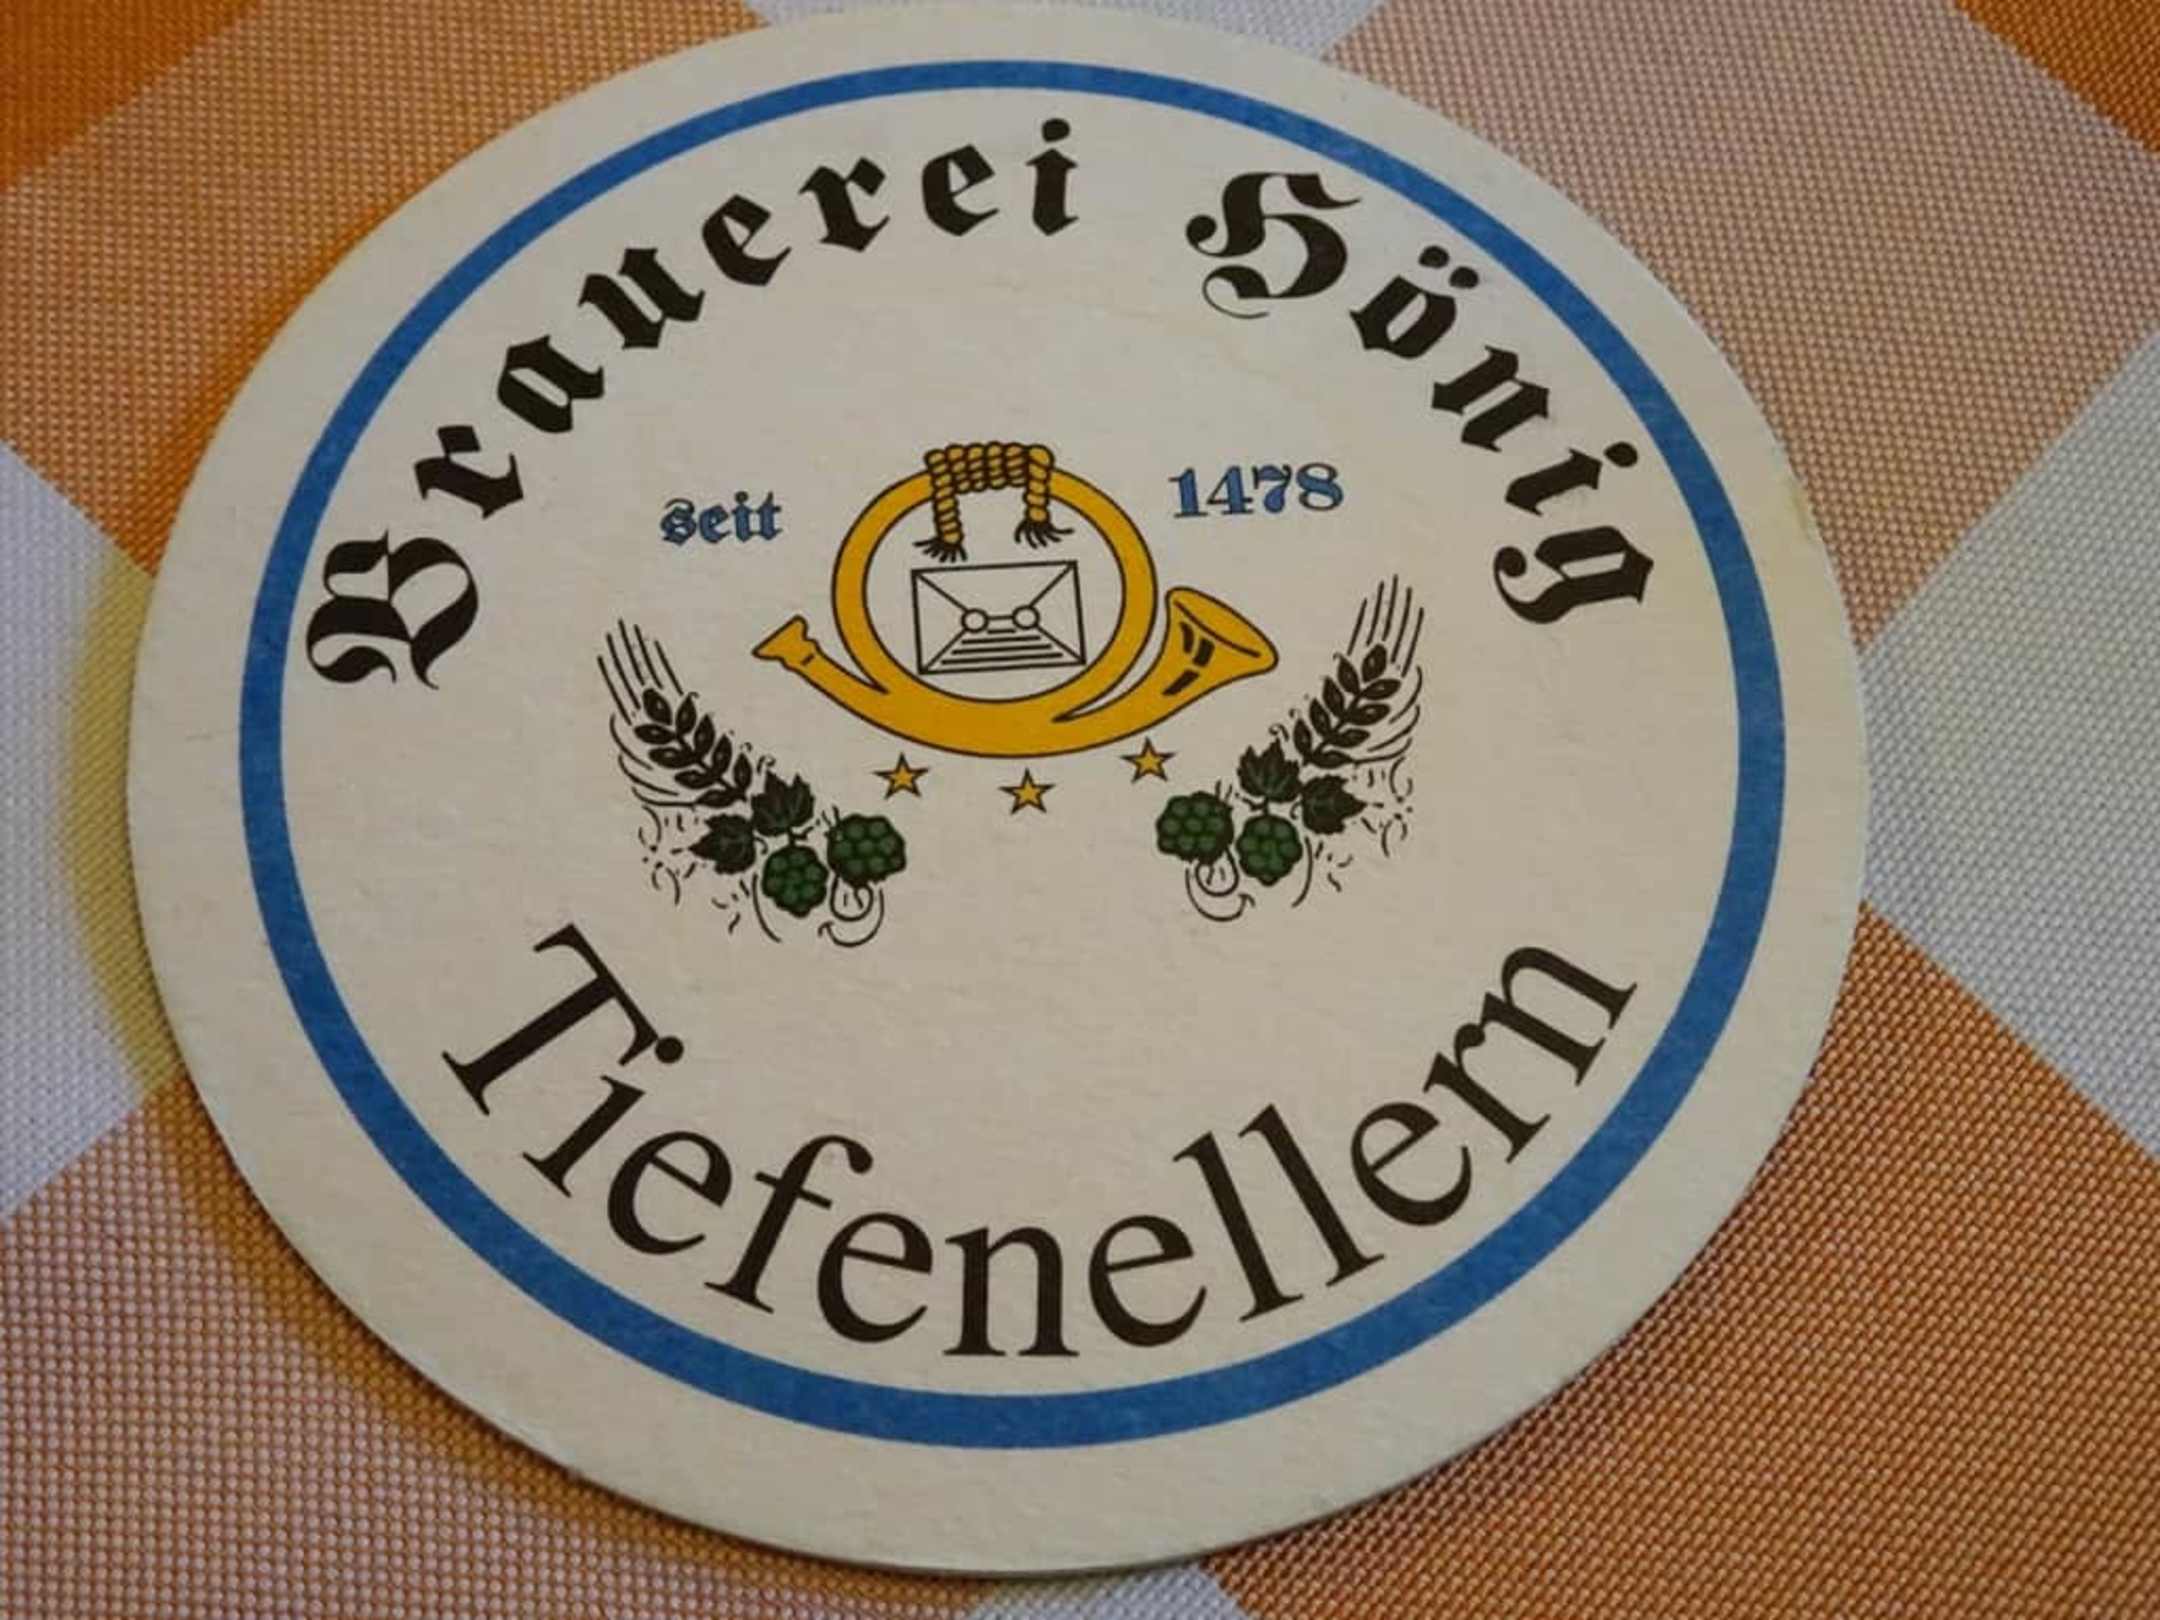 Brauerei Hönig
seit 1478
Tiefenellern